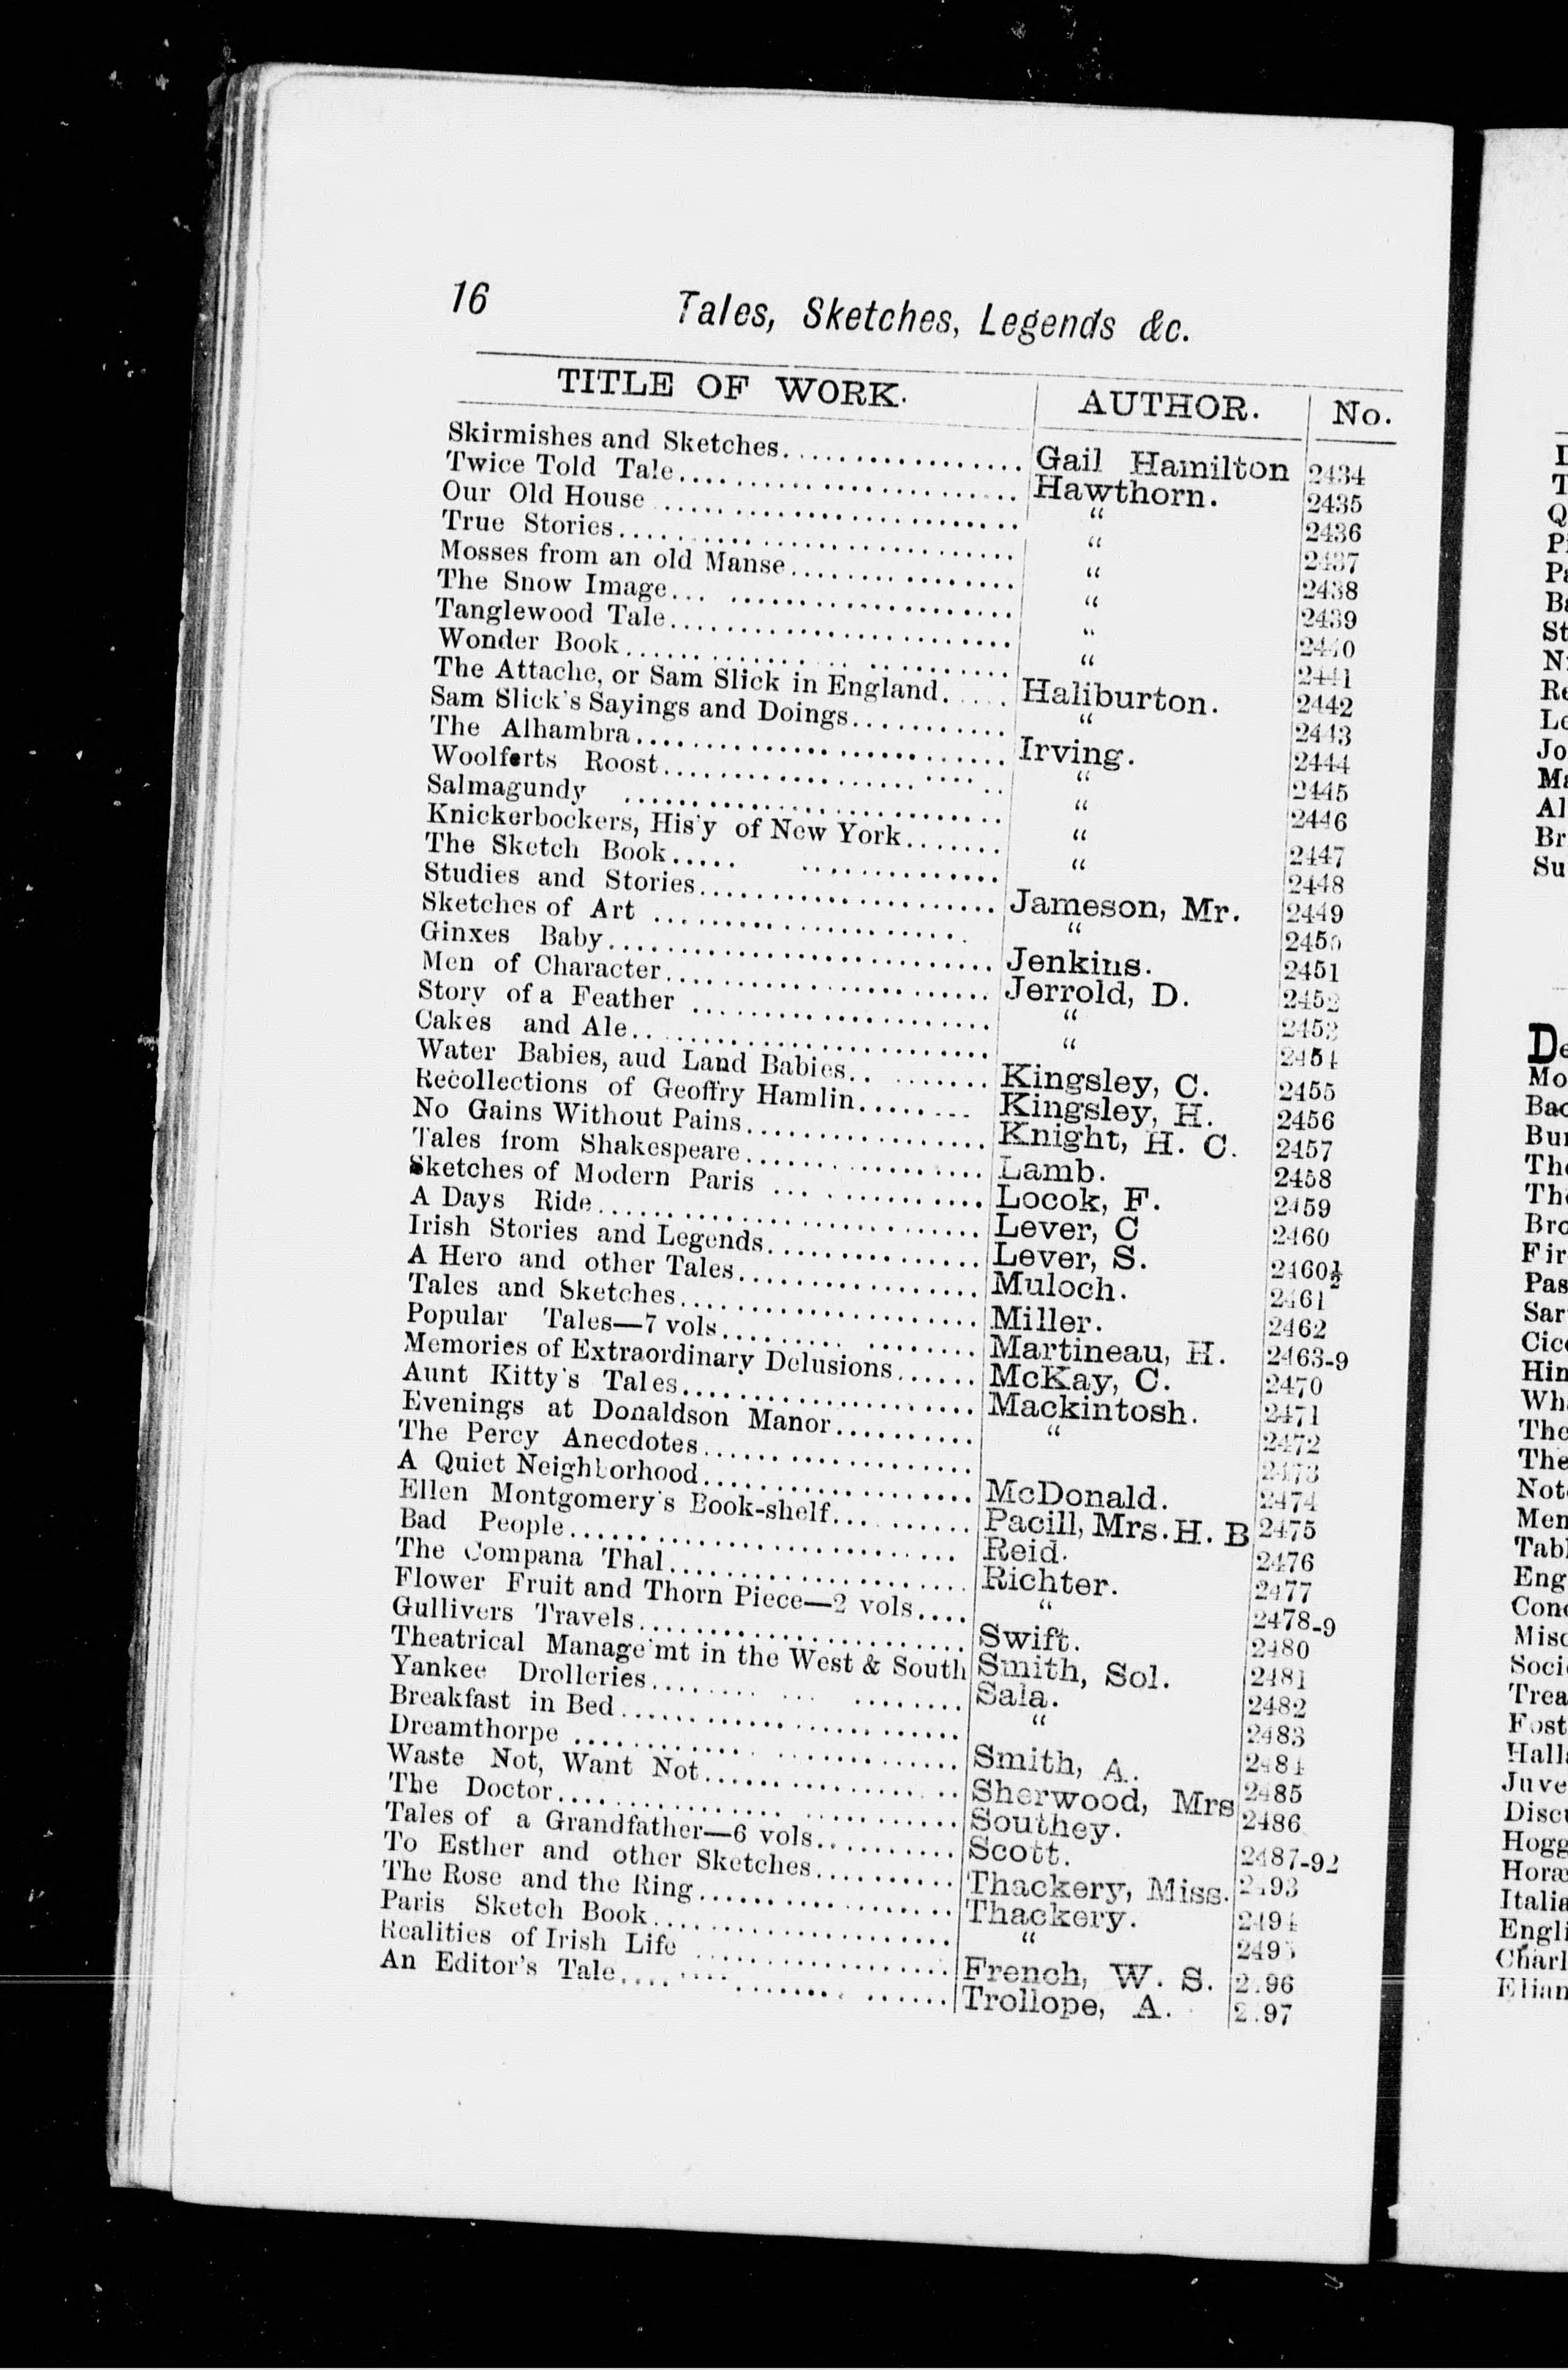 16 Tales, Sketches, Legends &c.
TITLE OF WORK. AUTHOR. No.
Skirmishes and Sketches.................. Gail Hamilton 2434
Twice Told Tale........................ Hawthorn. 2435
Our Old House ......................... “ 2436
True Stories........................... “ 2437
Mosses from an old Manse................ “ 2438
The Snow Image... ..................... “ 2439
Tanglewood Tale........................ “ 2440
Wonder Book........................... “ 2441
The Attache, or Sam Slick in England..... Haliburton. 2442
Sam Slick's Sayings and Doings........... “ 2443
The Alhambra.......................... Irving. 2444
Woolferts Roost........................ “ 2445
Salmagundy .......................... “ 2446
Knickerbockers, His'y of New York....... “ 2447
The Sketch Book..... .............. “ 2448
Studies and Stories...................... Jameson, Mr. 2449
Sketches of Art ...................... “ 2450
Ginxes Baby........................... Jenkins. 2451
Men of Character....................... Jerrold, D. 2452
Story of a Feather ..................... “ 2453
Cakes and Ale.. ....................... “ 2454
Water Babies, aud Land Babies.. ........ Kingsley, C. 2455
Recollections of Geoffry Hamlin........ Kingsley, H. 2456
No Gains Without Pains................. Knight, H. C. 2457
Tales from Shakespeare................. Lamb. 2458
Sketches of Modern Paris ... ........... Locok, F. 2459
A Days Ride........................... Lever, C 2460
Irish Stories and Legends................ Lever, S. 2460½
A Hero and other Tales................. Muloch. 2461
Tales and Sketches...................... Miller. 2462
Popular Tales—7 vols.......... ........ Martineau, H. 2463-9
Memories of Extraordinary Delusions...... McKay, C. 2470
Aunt Kitty's Tales...................... Mackintosh. 2471
Evenings at Donaldson Manor.......... “ 2472
The Percy Anecdotes................... 2473
A Quiet Neighborhood................... McDonald. 2474
Ellen Montgomery's Book-shelf........... Pacill, Mrs. H. B 2475
Bad People........................... Reid. 2476
The Compana Thal...................... Richter. 2477
Flower Fruit and Thorn Piece—2 vols.... “ 2478-9
Gullivers Travels........................ Swift. 2480
Theatrical Manage'mt in the West & South Smith, Sol. 2481
Yankee Drolleries......... ... ........ Sala. 2482
Breakfast in Bed........................ “ 2483
Dreamthorpe .......................... Smith, A. 2484
Waste Not, Want Not................... Sherwood, Mrs 2485
The Doctor............................ Southey. 2486
Tales of a Grandfather—6 vols........... Scott. 2487-92
To Esther and other Sketches........... Thackery, Miss. 2493
The Rose and the Ring.................. Thackery. 2494
Paris Sketch Book...................... “ 2495
Realities of Irish Life .................. French, W. S. 2496
An Editor's Tale.... .... ........ ...... Trollope, A. 2497